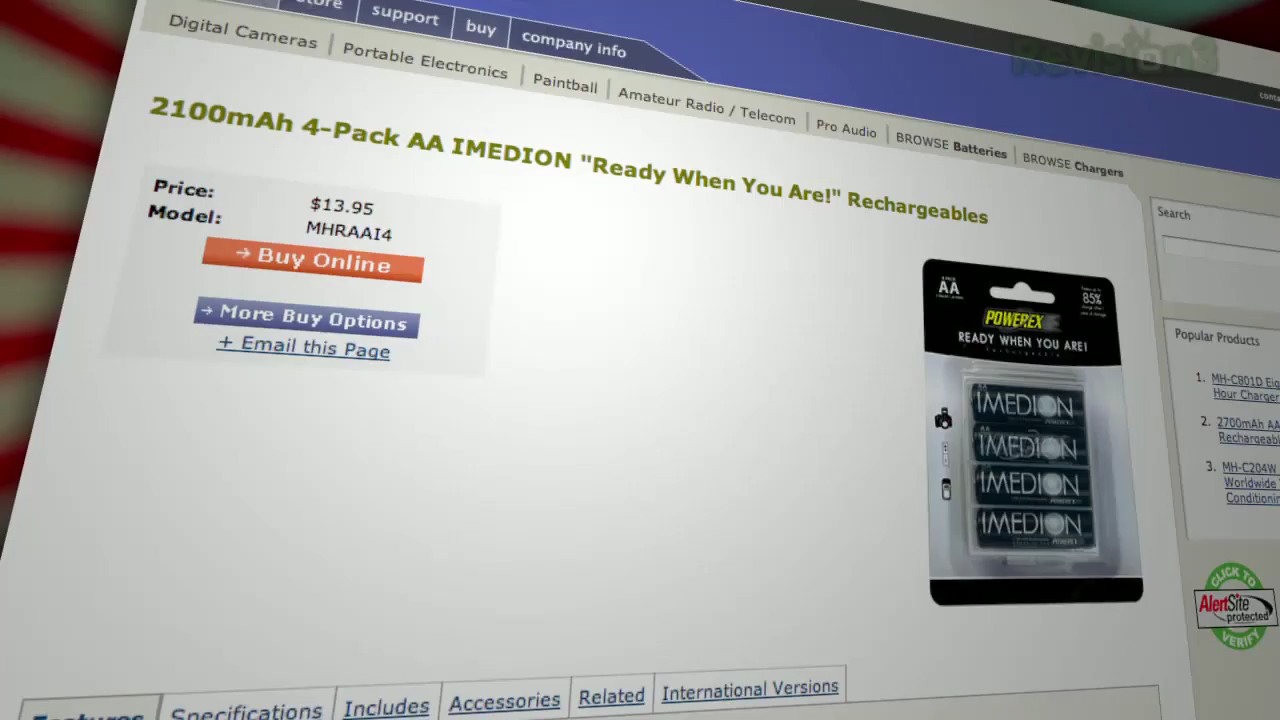 store
support
buy
company info
Revision3
Digital Cameras
Portable Electronics
Paintball
Amateur Radio / Telecom
Pro Audio
BROWSE Batteries
BROWSE Chargers
2100mAh 4-Pack AA IMEDION "Ready When You Are!" Rechargeables
Price: $13.95
Model: MHRAAI4
→ Buy Online
→ More Buy Options
+ Email this Page
AA
85%
POWEREX
READY WHEN YOU ARE!
Rechargeable
IMEDION
POWEREX
IMEDION
IMEDION
IMEDION
POWEREX
Search
Popular Products
1. MH-C801D
Hour Charger
2. 2700mAh AA
3. MH-C204W
Worldwide
CLICK TO
AlertSite
protected
VERIFY
Features
Specifications
Includes
Accessories
Related
International Versions